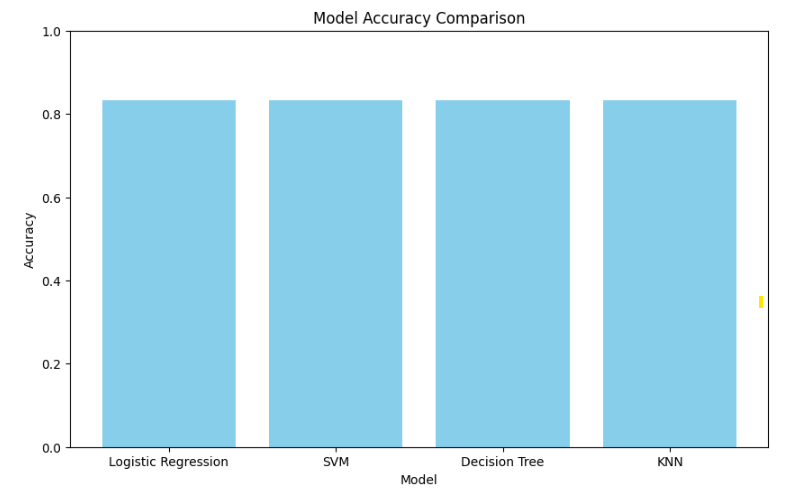 Model Accuracy Comparison
1.0
0.8
0.6
0.4
0.2
0.0
Accuracy
Logistic Regression SVM Decision Tree KNN
Model